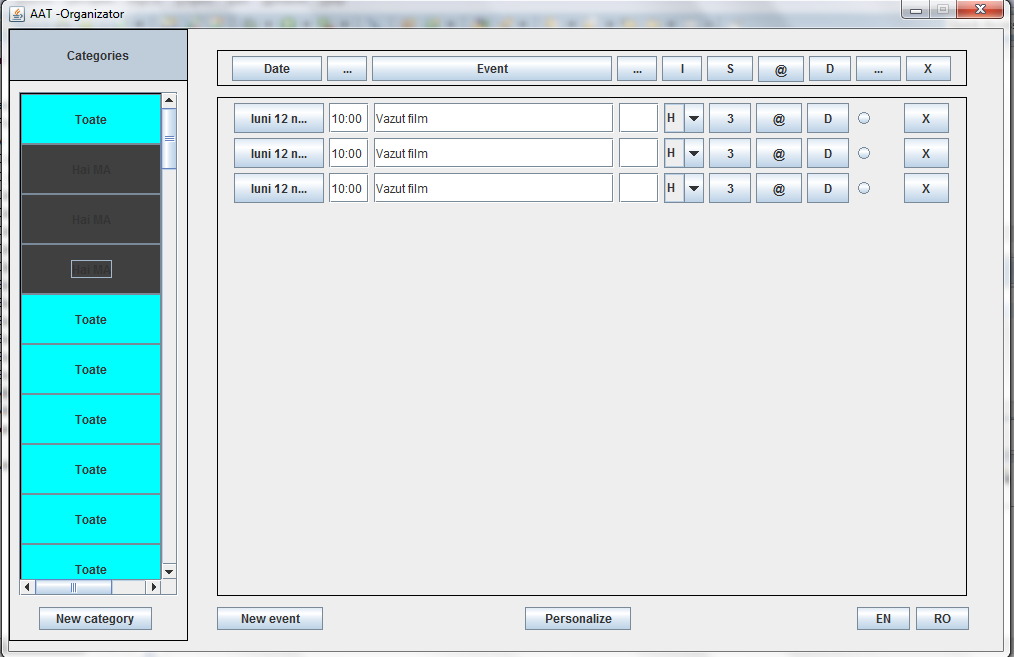 AAT -Organizator
Categories
Date ... Event ... I S @ D ... X
Toate
Hai MA
Hai MA
Hai MA
Toate
Toate
Toate
Toate
Toate
Toate
luni 12 n... 10:00 Vazut film H 3 @ D X
luni 12 n... 10:00 Vazut film H 3 @ D X
luni 12 n... 10:00 Vazut film H 3 @ D X
New category
New event
Personalize
EN
RO